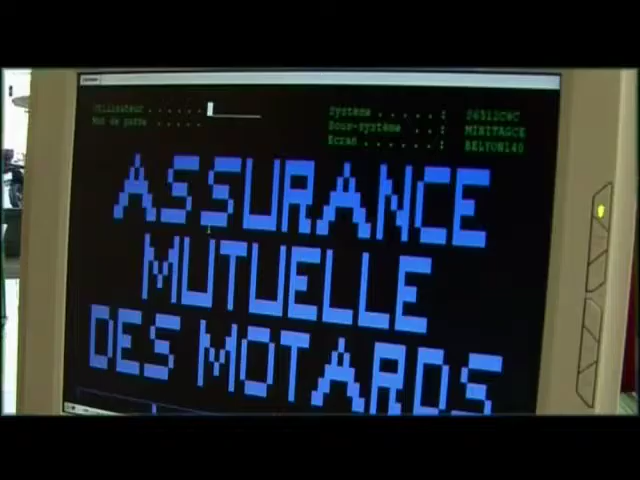 Utilisateur . . . . . .
Mot de passe . . . . .
Système . . . . . :
Sous-système . . :
Ecran . . . . . . :
ASSURANCE
MUTUELLE
DES MOTARDS